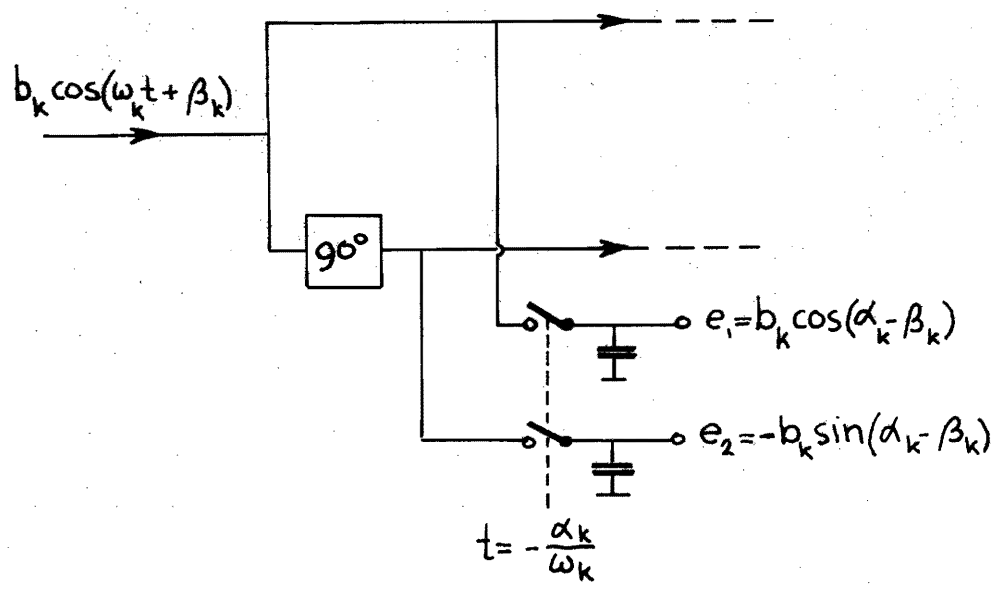 b_k cos(ω_k t + β_k)
90°
e_1 = b_k cos(α_k - β_k)
e_2 = -b_k sin(α_k - β_k)
t = - α_k / ω_k